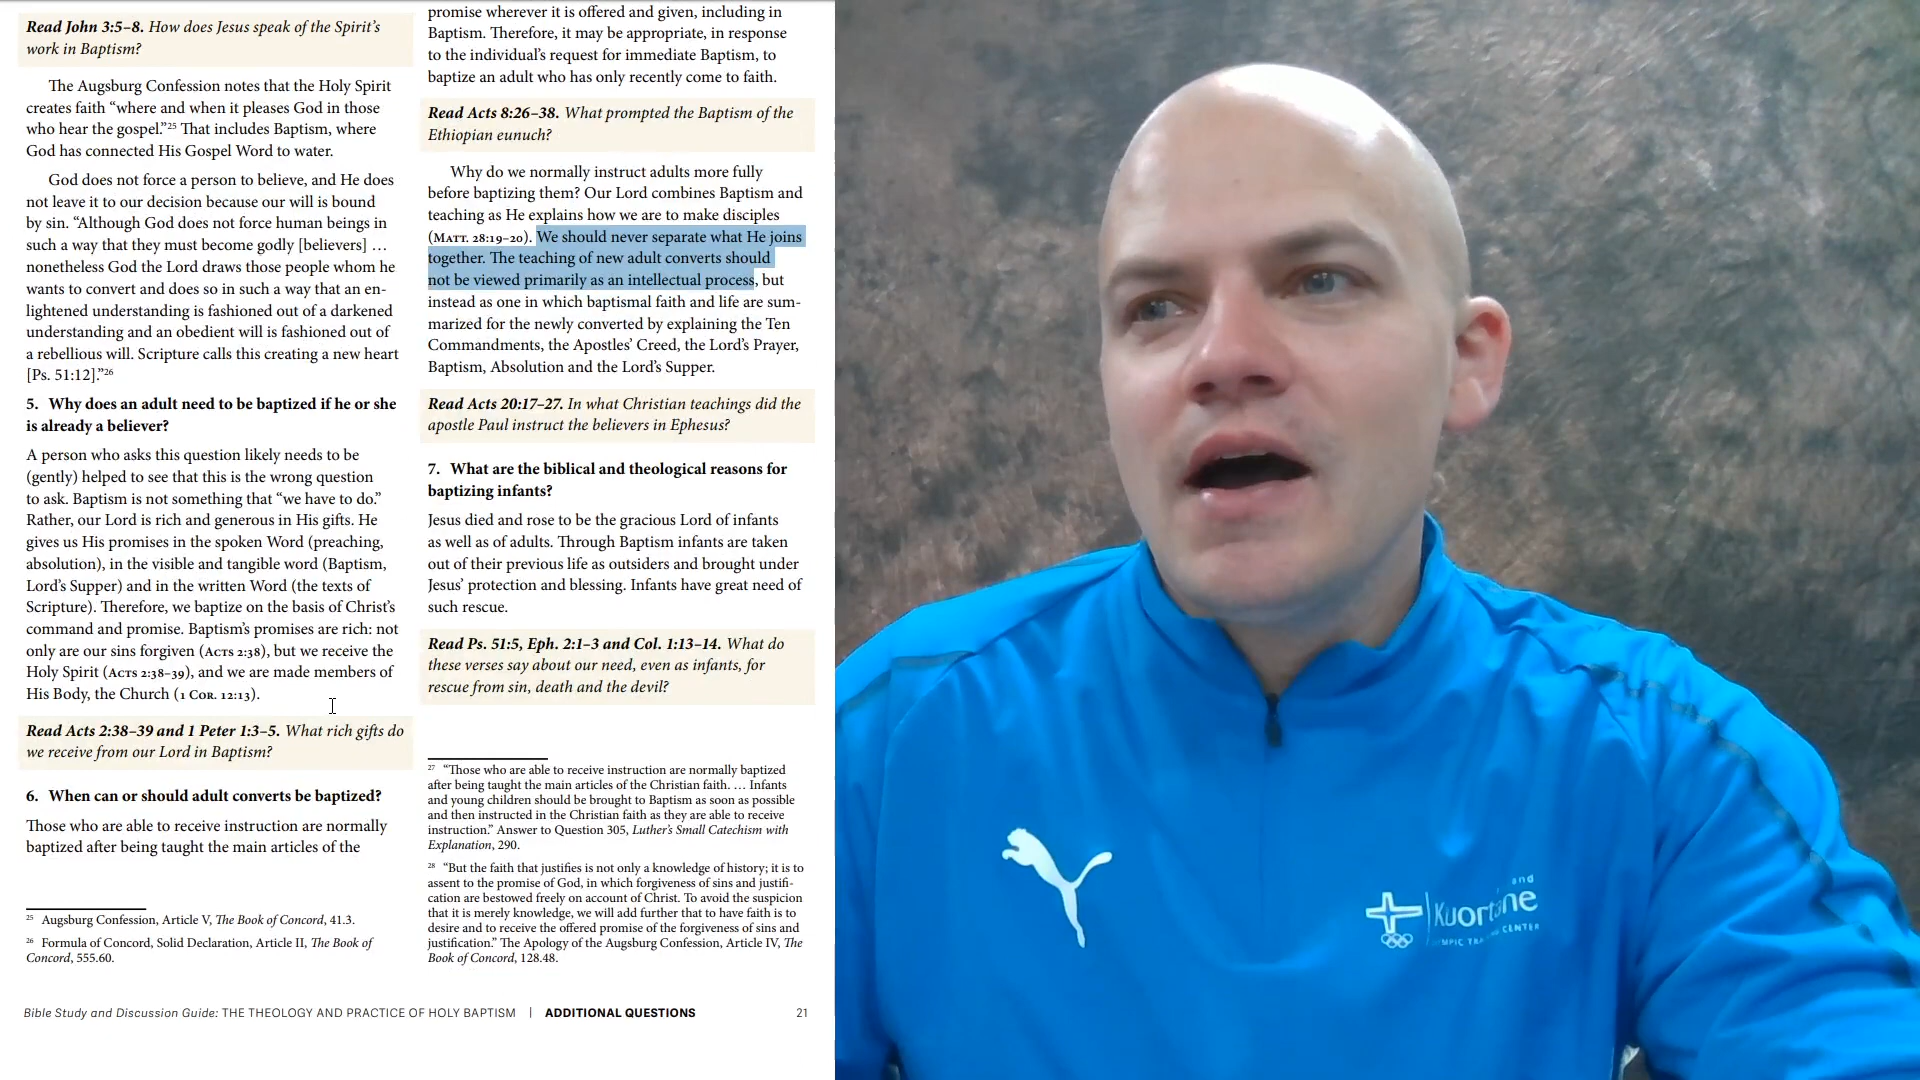 Read John 3:5–8. How does Jesus speak of the Spirit’s
work in Baptism?
The Augsburg Confession notes that the Holy Spirit
creates faith “where and when it pleases God in those
who hear the gospel.”25 That includes Baptism, where
God has connected His Gospel Word to water.
God does not force a person to believe, and He does
not leave it to our decision because our will is bound
by sin. “Although God does not force human beings in
such a way that they must become godly [believers] …
nonetheless God the Lord draws those people whom he
wants to convert and does so in such a way that an en-
lightened understanding is fashioned out of a darkened
understanding and an obedient will is fashioned out of
a rebellious will. Scripture calls this creating a new heart
[Ps. 51:12].”26
5. Why does an adult need to be baptized if he or she
is already a believer?
A person who asks this question likely needs to be
(gently) helped to see that this is the wrong question
to ask. Baptism is not something that “we have to do.”
Rather, our Lord is rich and generous in His gifts. He
gives us His promises in the spoken Word (preaching,
absolution), in the visible and tangible word (Baptism,
Lord’s Supper) and in the written Word (the texts of
Scripture). Therefore, we baptize on the basis of Christ’s
command and promise. Baptism’s promises are rich: not
only are our sins forgiven (Acts 2:38), but we receive the
Holy Spirit (Acts 2:38–39), and we are made members of
His Body, the Church (1 Cor. 12:13).
Read Acts 2:38–39 and 1 Peter 1:3–5. What rich gifts do
we receive from our Lord in Baptism?
6. When can or should adult converts be baptized?
Those who are able to receive instruction are normally
baptized after being taught the main articles of the
25 Augsburg Confession, Article V, The Book of Concord, 41.3.
26 Formula of Concord, Solid Declaration, Article II, The Book of
Concord, 555.60.
promise wherever it is offered and given, including in
Baptism. Therefore, it may be appropriate, in response
to the individual’s request for immediate Baptism, to
baptize an adult who has only recently come to faith.
Read Acts 8:26–38. What prompted the Baptism of the
Ethiopian eunuch?
Why do we normally instruct adults more fully
before baptizing them? Our Lord combines Baptism and
teaching as He explains how we are to make disciples
(Matt. 28:19–20). We should never separate what He joins
together. The teaching of new adult converts should
not be viewed primarily as an intellectual process, but
instead as one in which baptismal faith and life are sum-
marized for the newly converted by explaining the Ten
Commandments, the Apostles’ Creed, the Lord’s Prayer,
Baptism, Absolution and the Lord’s Supper.
Read Acts 20:17–27. In what Christian teachings did the
apostle Paul instruct the believers in Ephesus?
7. What are the biblical and theological reasons for
baptizing infants?
Jesus died and rose to be the gracious Lord of infants
as well as of adults. Through Baptism infants are taken
out of their previous life as outsiders and brought under
Jesus’ protection and blessing. Infants have great need of
such rescue.
Read Ps. 51:5, Eph. 2:1–3 and Col. 1:13–14. What do
these verses say about our need, even as infants, for
rescue from sin, death and the devil?
27 “Those who are able to receive instruction are normally baptized
after being taught the main articles of the Christian faith. … Infants
and young children should be brought to Baptism as soon as possible
and then instructed in the Christian faith as they are able to receive
instruction.” Answer to Question 305, Luther’s Small Catechism with
Explanation, 290.
28 “But the faith that justifies is not only a knowledge of history; it is to
assent to the promise of God, in which forgiveness of sins and justifi-
cation are bestowed freely on account of Christ. To avoid the suspicion
that it is merely knowledge, we will add further that to have faith is to
desire and to receive the offered promise of the forgiveness of sins and
justification.” The Apology of the Augsburg Confession, Article IV, The
Book of Concord, 128.48.
Bible Study and Discussion Guide: THE THEOLOGY AND PRACTICE OF HOLY BAPTISM | ADDITIONAL QUESTIONS 21
Kuortane
CENTER